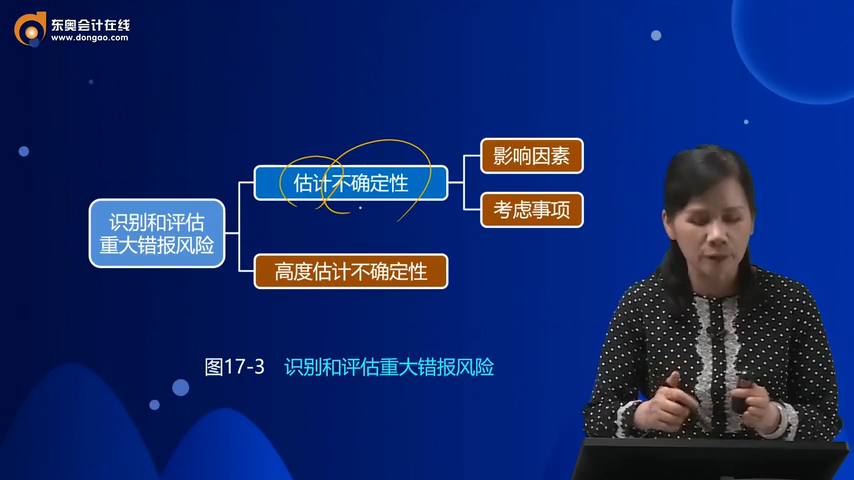 东奥会计在线
www.dongao.com
识别和评估
重大错报风险
估计不确定性
影响因素
考虑事项
高度估计不确定性
图17-3 识别和评估重大错报风险